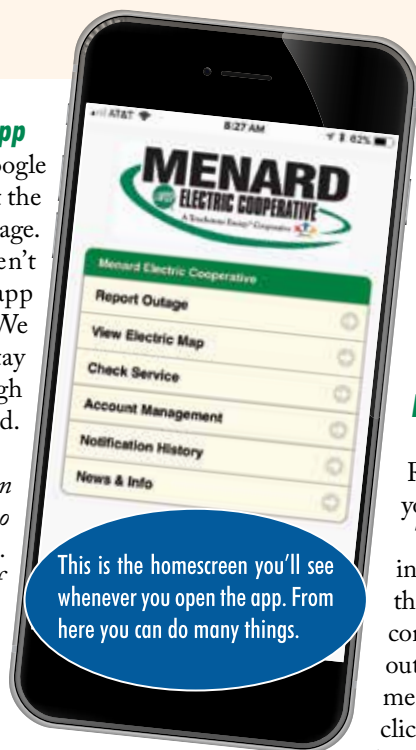 pp
oogle
the
age.
en't
app
We
ay
gh
d.
n
o
.
f
AT&T
8:27 AM
82%
MENARD
ELECTRIC COOPERATIVE
A Touchstone Energy® Cooperative
Menard Electric Cooperative
Report Outage
View Electric Map
Check Service
Account Management
Notification History
News & Info
This is the homescreen you'll see
whenever you open the app. From
here you can do many things.
yo
in
th
con
out
me
clic